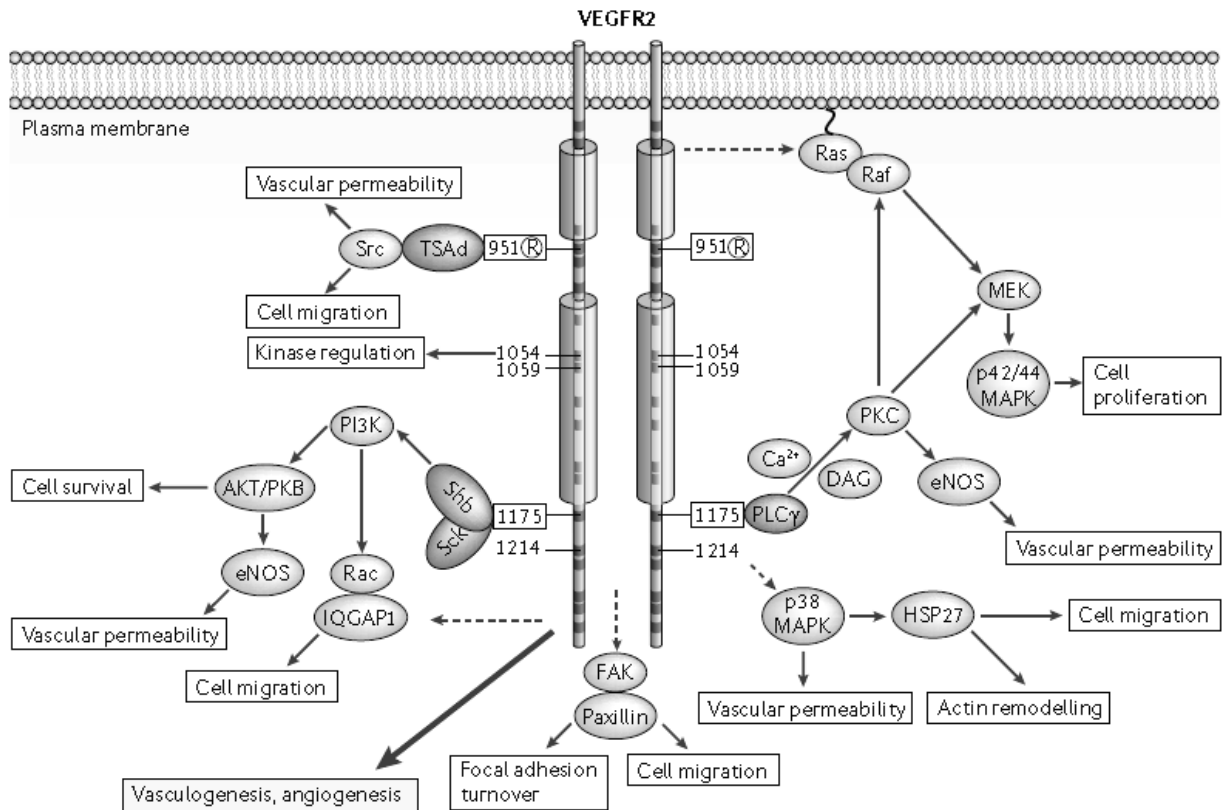 VEGFR2
Plasma membrane
Ras
Raf
Vascular permeability
Src
TSAd
951 Ⓡ
951 Ⓡ
Cell migration
MEK
Kinase regulation
1054
1059
1054
1059
p42/44
MAPK
Cell
proliferation
PI3K
PKC
Ca²⁺
DAG
Cell survival
AKT/PKB
Shb
Sck
1175
1175
PLCγ
eNOS
1214
1214
Vascular permeability
eNOS
Rac
IQGAP1
p38
MAPK
HSP27
Cell migration
Vascular permeability
Cell migration
FAK
Paxillin
Vascular permeability
Actin remodelling
Focal adhesion
turnover
Cell migration
Vasculogenesis, angiogenesis